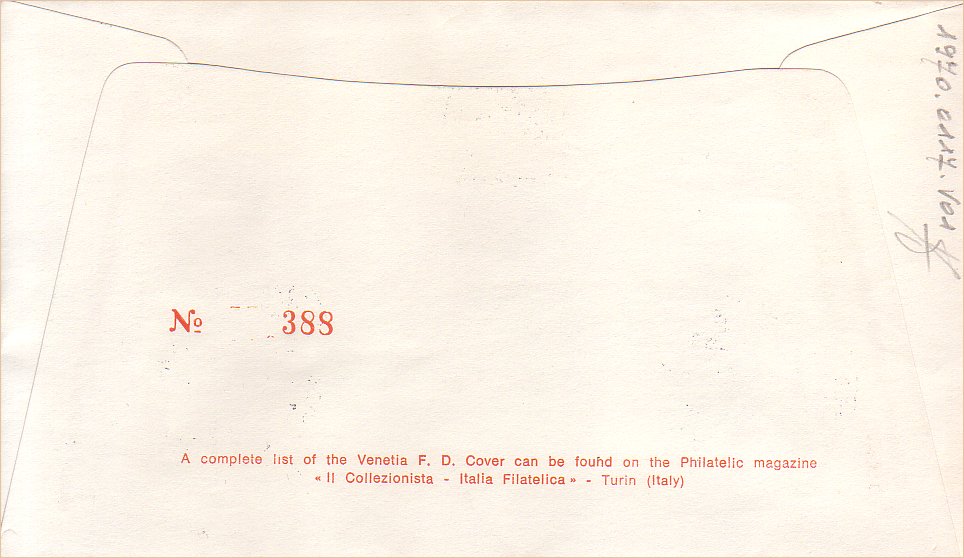 No 388
A complete list of the Venetia F. D. Cover can be found on the Philatelic magazine
« Il Collezionista - Italia Filatelica » - Turin (Italy)
1970.